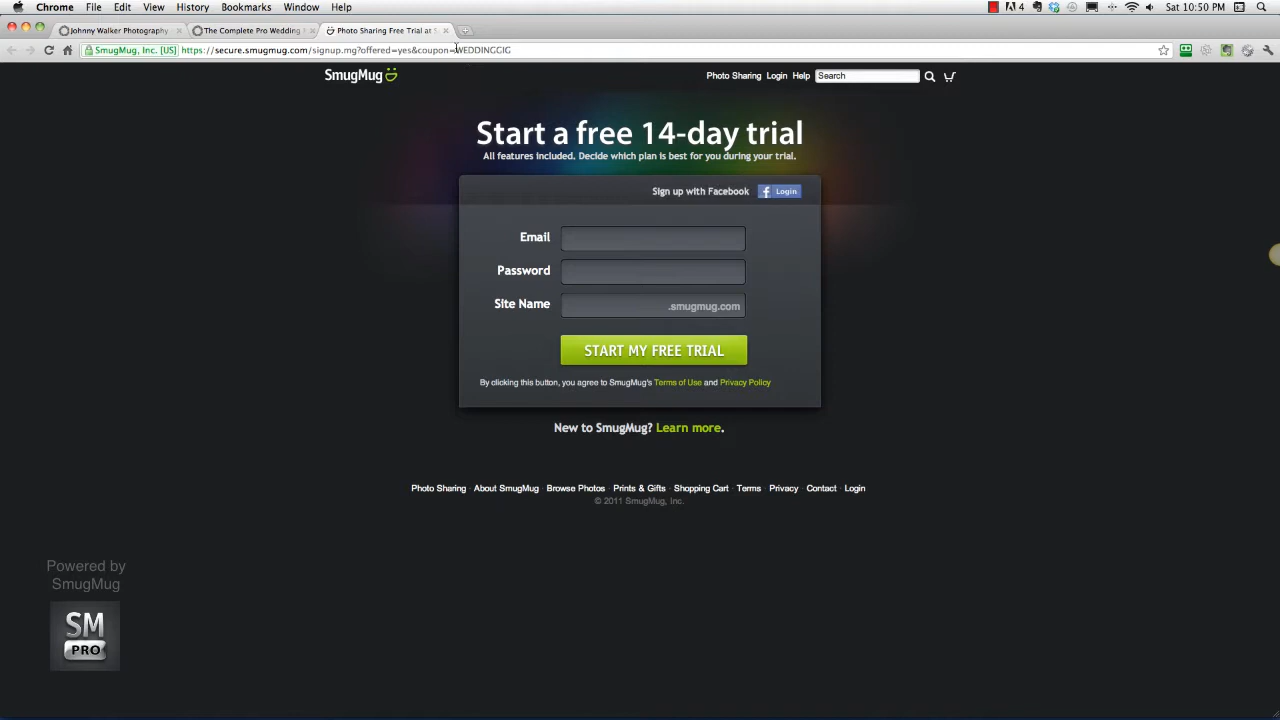 Chrome File Edit View History Bookmarks Window Help
4 Sat 10:50 PM
Johnny Walker Photography
The Complete Pro Wedding
Photo Sharing Free Trial at S
SmugMug, Inc. [US] https://secure.smugmug.com/signup.mg?offered=yes&coupon=WEDDINGGIG
SmugMug
Photo Sharing Login Help Search
Start a free 14-day trial
All features included. Decide which plan is best for you during your trial.
Sign up with Facebook f Login
Email
Password
Site Name .smugmug.com
START MY FREE TRIAL
By clicking this button, you agree to SmugMug's Terms of Use and Privacy Policy
New to SmugMug? Learn more.
Photo Sharing · About SmugMug · Browse Photos · Prints & Gifts · Shopping Cart · Terms · Privacy · Contact · Login
© 2011 SmugMug, Inc.
Powered by
SmugMug
SM
PRO